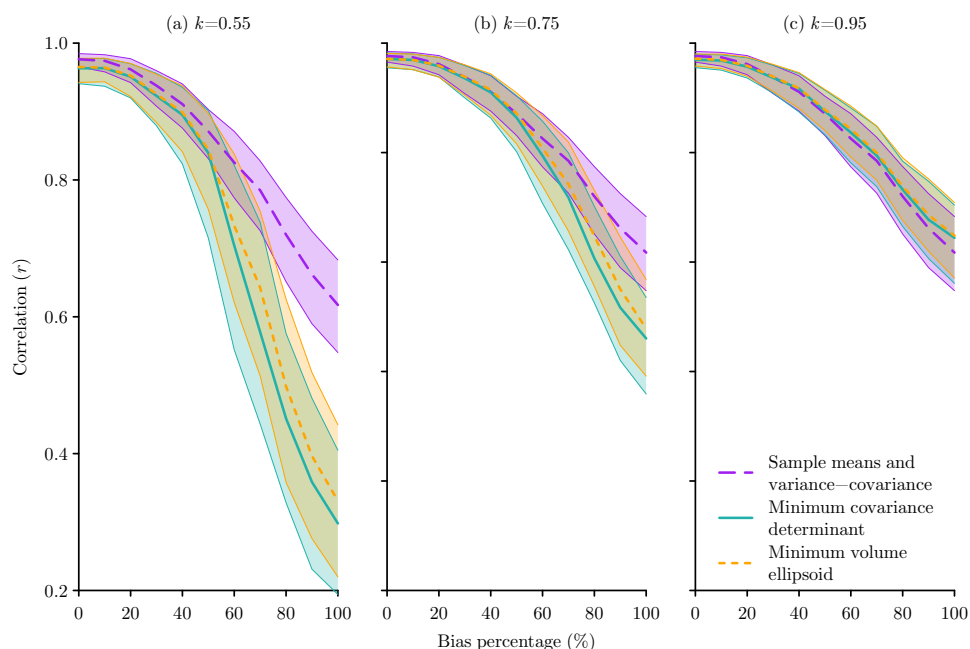 (a) k=0.55
(b) k=0.75
(c) k=0.95
1.0
0.8
0.6
0.4
0.2
Correlation (r)
0 20 40 60 80 100
0 20 40 60 80 100
0 20 40 60 80 100
Bias percentage (%)
Sample means and
variance−covariance
Minimum covariance
determinant
Minimum volume
ellipsoid